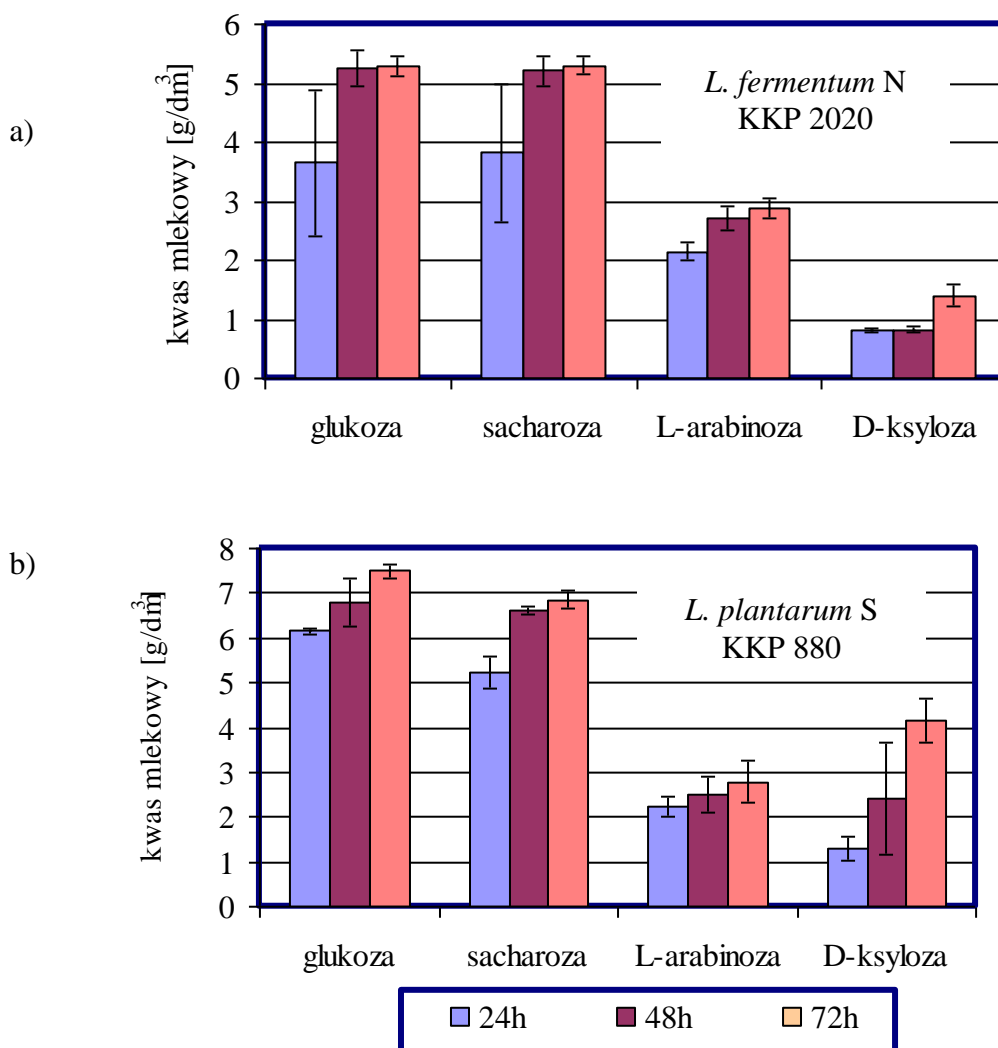 a)
kwas mlekowy [g/dm3]
6
5
4
3
2
1
0
L. fermentum N
KKP 2020
glukoza sacharoza L-arabinoza D-ksyloza
b)
kwas mlekowy [g/dm3]
8
7
6
5
4
3
2
1
0
L. plantarum S
KKP 880
glukoza sacharoza L-arabinoza D-ksyloza
24h 48h 72h